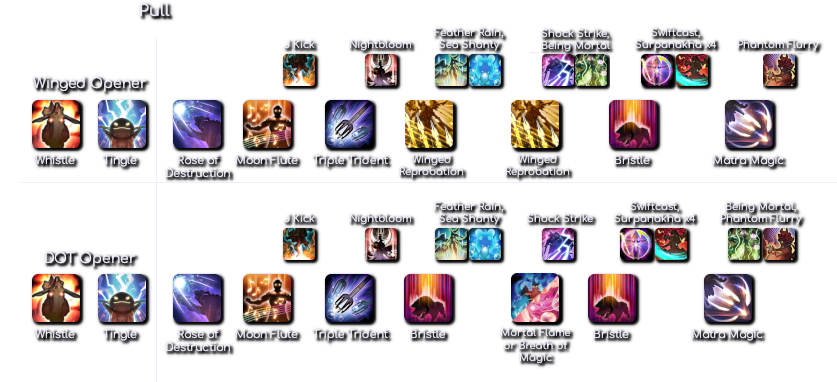 Pull
J Kick
Nightbloom
Feather Rain,
Sea Shanty
Shock Strike,
Being Mortal
Swiftcast,
Surpanakha x4
Phantom Flurry
Winged Opener
Whistle
Tingle
Rose of
Destruction
Moon Flute
Triple Trident
Winged
Reprobation
Winged
Reprobation
Bristle
Matra Magic
J Kick
Nightbloom
Feather Rain,
Sea Shanty
Shock Strike
Swiftcast,
Surpanakha x4
Being Mortal,
Phantom Flurry
DOT Opener
Whistle
Tingle
Rose of
Destruction
Moon Flute
Triple Trident
Bristle
Mortal Flame
or Breath of
Magic
Bristle
Matra Magic